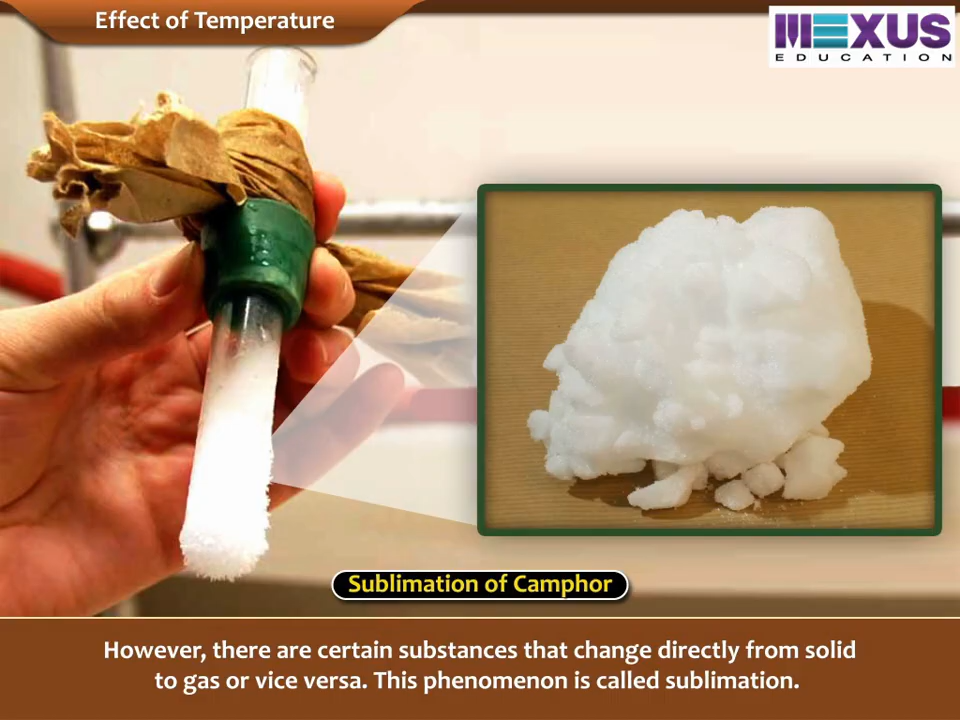 Effect of Temperature
MEXUS
EDUCATION
Sublimation of Camphor
However, there are certain substances that change directly from solid
to gas or vice versa. This phenomenon is called sublimation.